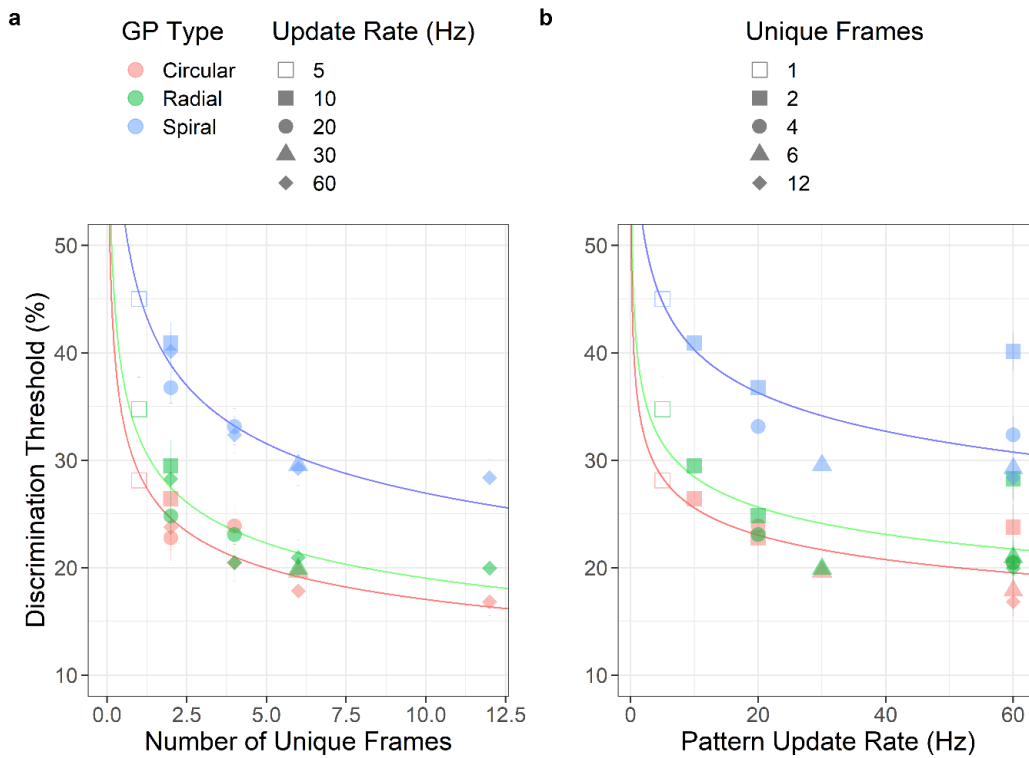 a
GP Type
Circular
Radial
Spiral
Update Rate (Hz)
5
10
20
30
60
b
Unique Frames
1
2
4
6
12
Discrimination Threshold (%)
50
40
30
20
10
0.0 2.5 5.0 7.5 10.0 12.5
Number of Unique Frames
50
40
30
20
10
0 20 40 60
Pattern Update Rate (Hz)